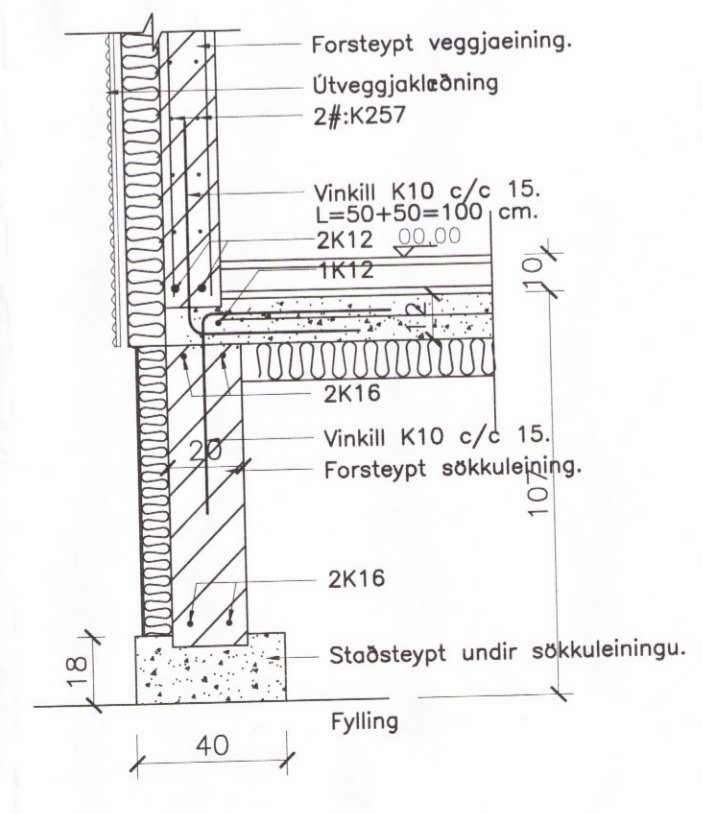 Forsteypt veggjaeining.
Útveggjaklæðning
2#:K257
Vinkill K10 c/c 15.
L=50+50=100 cm.
2K12
00,00
1K12
10
12
2K16
Vinkill K10 c/c 15.
20
Forsteypt sökkuleining.
107
2K16
Staðsteypt undir sökkuleiningu.
18
Fylling
40